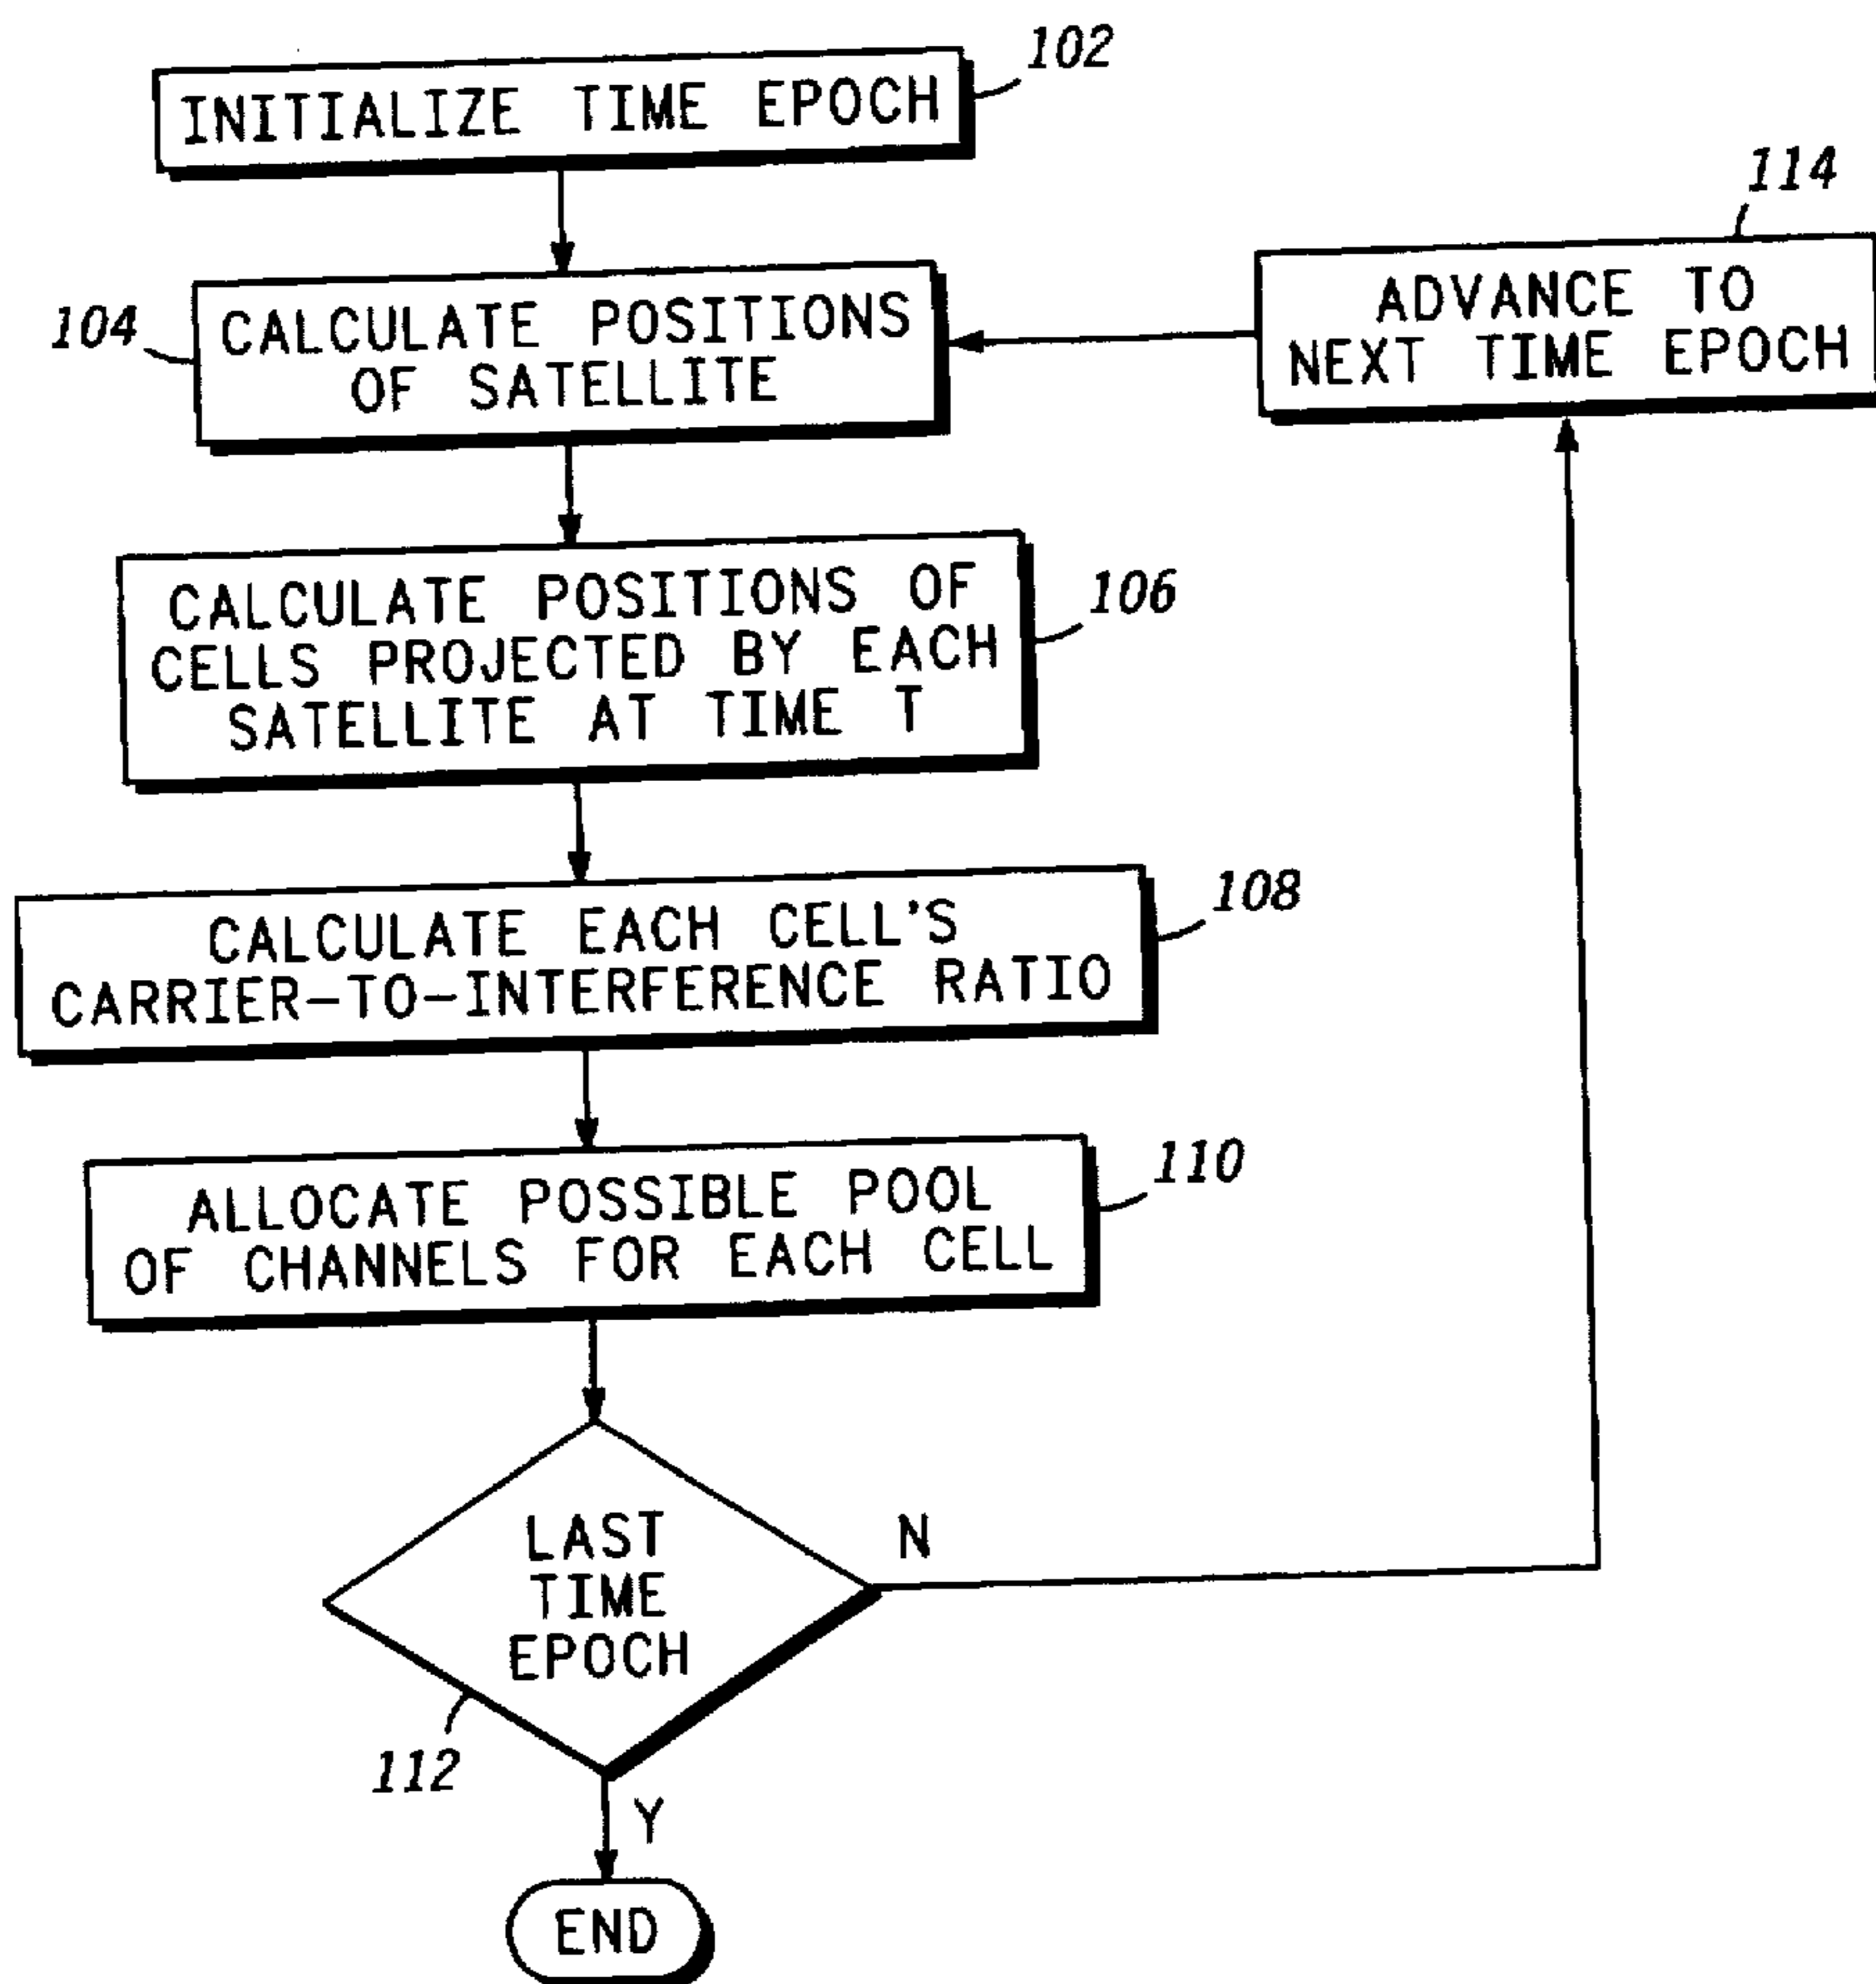 INITIALIZE TIME EPOCH
102
114
ADVANCE TO
NEXT TIME EPOCH
104
CALCULATE POSITIONS
OF SATELLITE
CALCULATE POSITIONS OF
CELLS PROJECTED BY EACH
SATELLITE AT TIME T
106
CALCULATE EACH CELL'S
CARRIER-TO-INTERFERENCE RATIO
108
ALLOCATE POSSIBLE POOL
OF CHANNELS FOR EACH CELL
110
LAST
TIME
EPOCH
N
112
Y
END